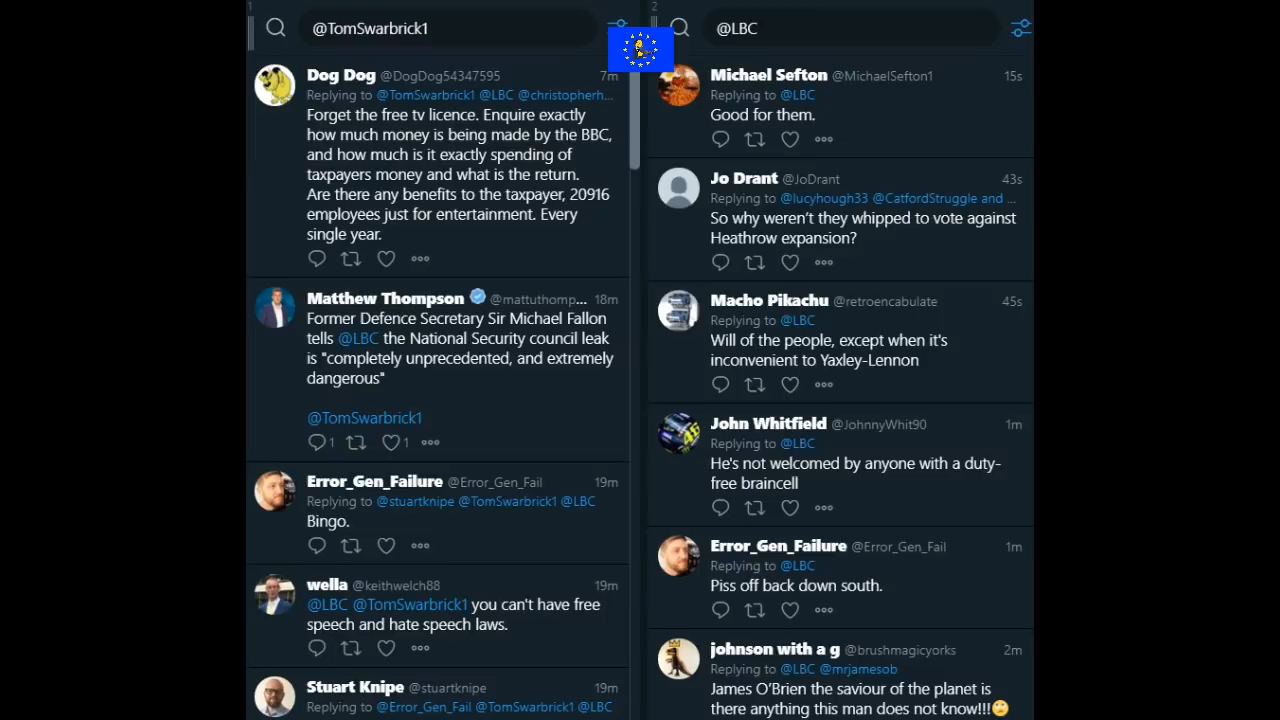 1
@TomSwarbrick1
Dog Dog @DogDog54347595 7m
Replying to @TomSwarbrick1 @LBC @christopherh...
Forget the free tv licence. Enquire exactly
how much money is being made by the BBC,
and how much is it exactly spending of
taxpayers money and what is the return.
Are there any benefits to the taxpayer, 20916
employees just for entertainment. Every
single year.
Matthew Thompson @mattuthomp... 18m
Former Defence Secretary Sir Michael Fallon
tells @LBC the National Security council leak
is "completely unprecedented, and extremely
dangerous"
@TomSwarbrick1
1 1
Error_Gen_Failure @Error_Gen_Fail 19m
Replying to @stuartknipe @TomSwarbrick1 @LBC
Bingo.
wella @keithwelch88 19m
@LBC @TomSwarbrick1 you can't have free
speech and hate speech laws.
Stuart Knipe @stuartknipe 19m
Replying to @Error_Gen_Fail @TomSwarbrick1 @LBC
2
@LBC
Michael Sefton @MichaelSefton1 15s
Replying to @LBC
Good for them.
Jo Drant @JoDrant 43s
Replying to @lucyhough33 @CatfordStruggle and ...
So why weren't they whipped to vote against
Heathrow expansion?
Macho Pikachu @retroencabulate 45s
Replying to @LBC
Will of the people, except when it's
inconvenient to Yaxley-Lennon
John Whitfield @JohnnyWhit90 1m
Replying to @LBC
He's not welcomed by anyone with a duty-
free braincell
Error_Gen_Failure @Error_Gen_Fail 1m
Replying to @LBC
Piss off back down south.
johnson with a g @brushmagicyorks 2m
Replying to @LBC @mrjamesob
James O'Brien the saviour of the planet is
there anything this man does not know!!!🙄